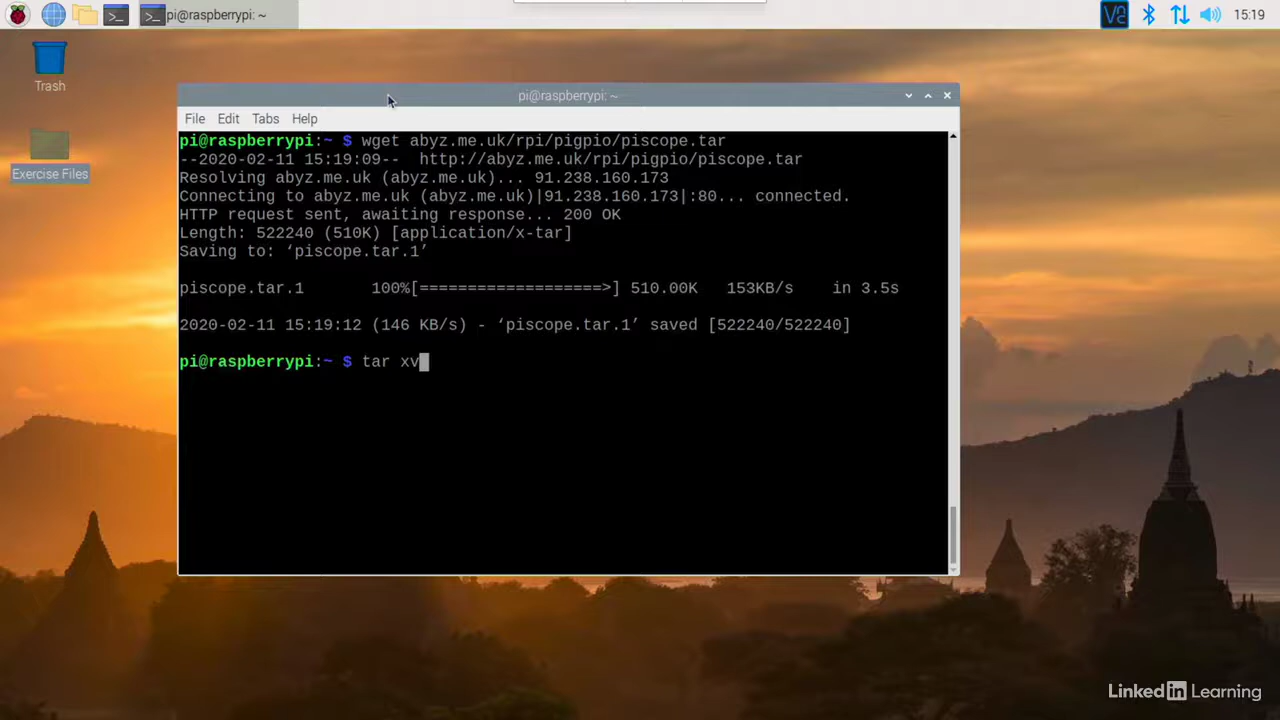 pi@raspberrypi: ~
15:19
Trash
Exercise Files
pi@raspberrypi: ~
File Edit Tabs Help
pi@raspberrypi:~ $ wget abyz.me.uk/rpi/pigpio/piscope.tar
--2020-02-11 15:19:09--  http://abyz.me.uk/rpi/pigpio/piscope.tar
Resolving abyz.me.uk (abyz.me.uk)... 91.238.160.173
Connecting to abyz.me.uk (abyz.me.uk)|91.238.160.173|:80... connected.
HTTP request sent, awaiting response... 200 OK
Length: 522240 (510K) [application/x-tar]
Saving to: ‘piscope.tar.1’
piscope.tar.1       100%[===================>] 510.00K   153KB/s    in 3.5s
2020-02-11 15:19:12 (146 KB/s) - ‘piscope.tar.1’ saved [522240/522240]
pi@raspberrypi:~ $ tar xv
Linked in Learning